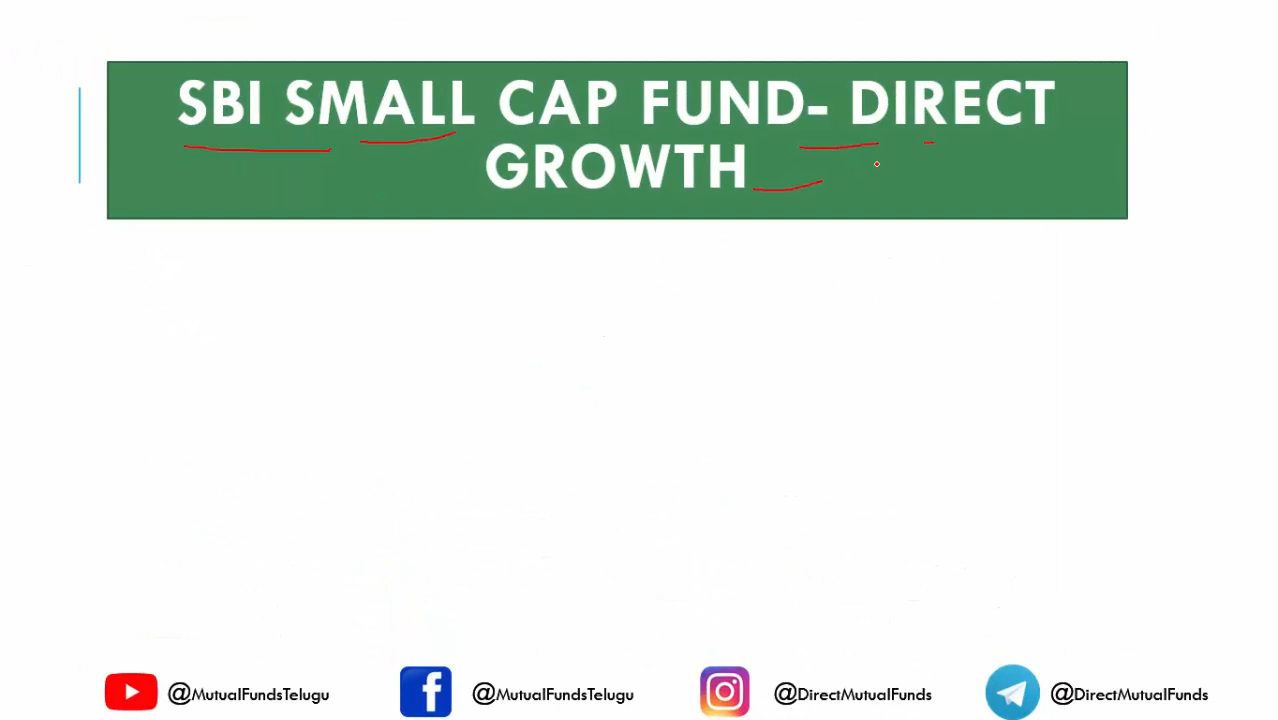 SBI SMALL CAP FUND- DIRECT
GROWTH
@MutualFundsTelugu
@MutualFundsTelugu
@DirectMutualFunds
@DirectMutualFunds